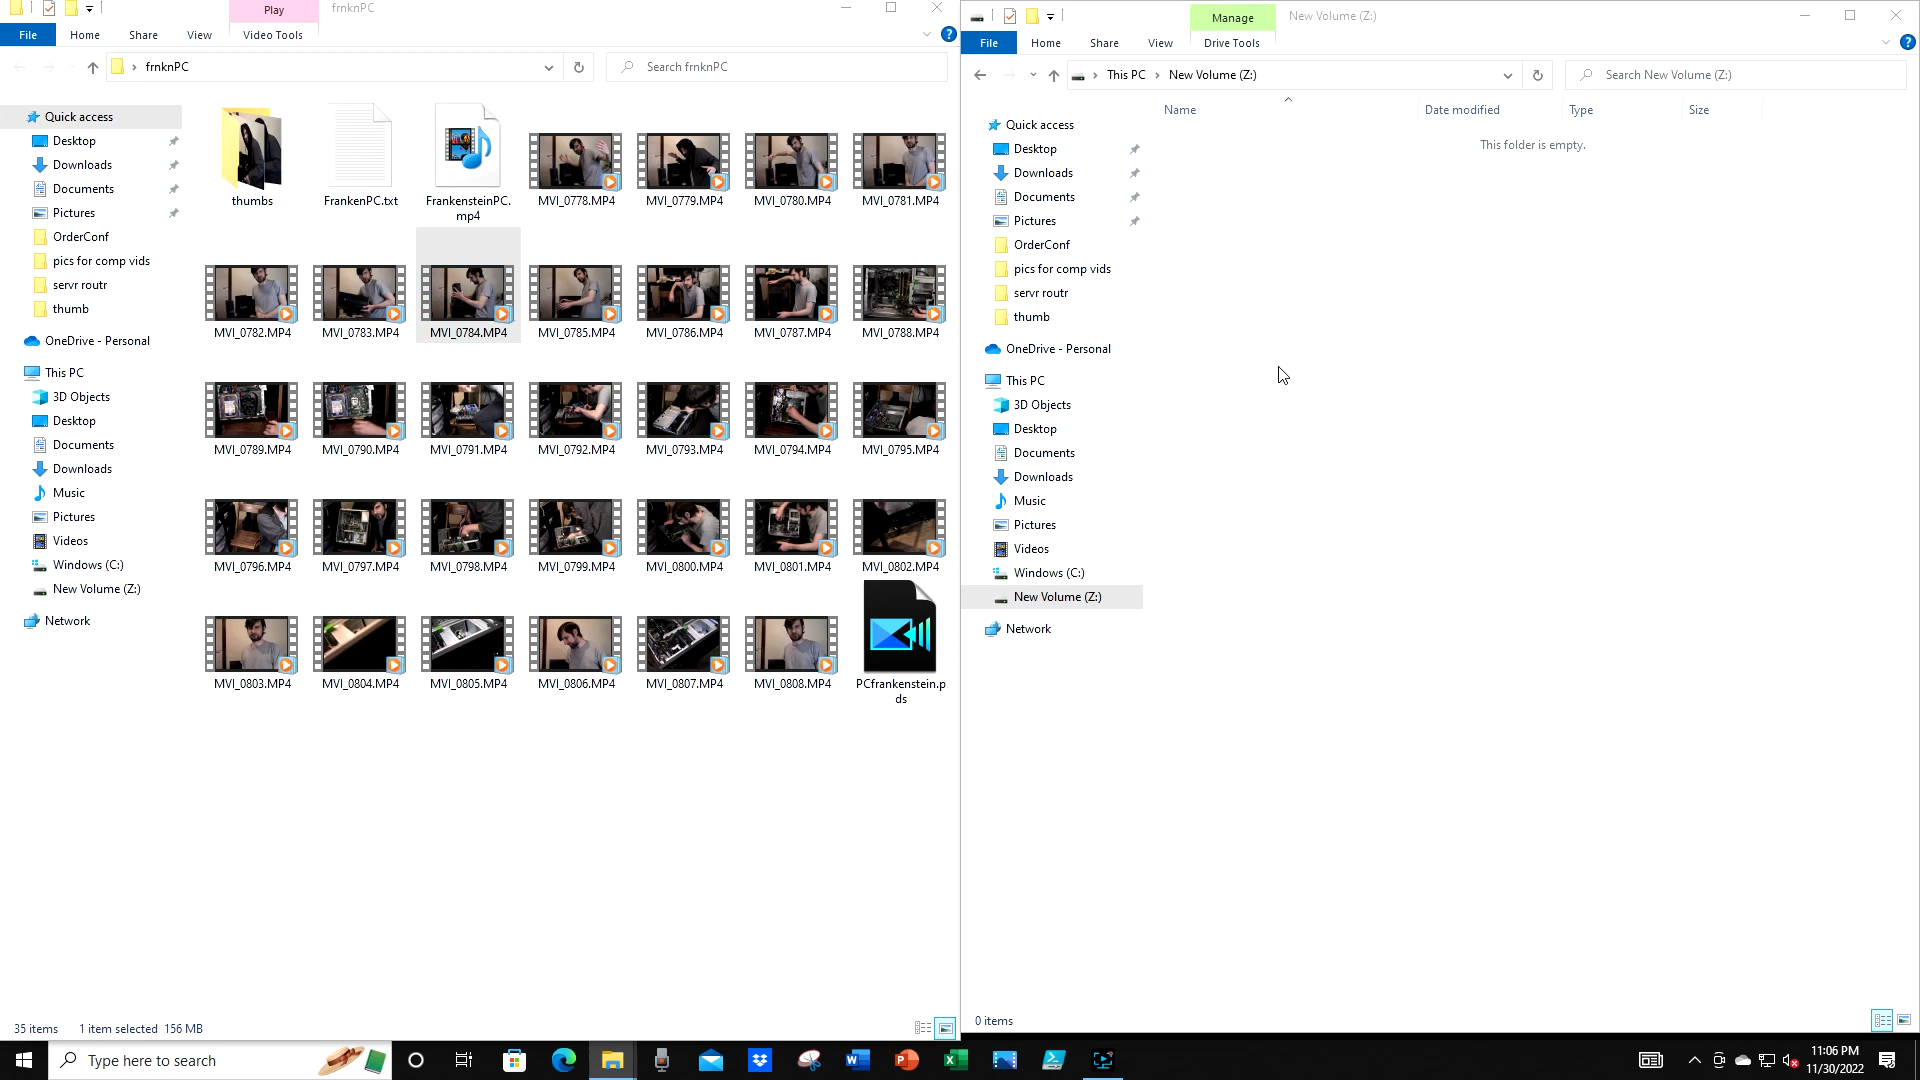 Play
frnknPC
File
Home
Share
View
Video Tools
frnknPC
Search frnknPC
Quick access
Desktop
Downloads
Documents
Pictures
OrderConf
pics for comp vids
servr routr
thumb
OneDrive - Personal
This PC
3D Objects
Desktop
Documents
Downloads
Music
Pictures
Videos
Windows (C:)
New Volume (Z:)
Network
thumbs
FrankenPC.txt
FrankensteinPC.
mp4
MVI_0778.MP4
MVI_0779.MP4
MVI_0780.MP4
MVI_0781.MP4
MVI_0782.MP4
MVI_0783.MP4
MVI_0784.MP4
MVI_0785.MP4
MVI_0786.MP4
MVI_0787.MP4
MVI_0788.MP4
MVI_0789.MP4
MVI_0790.MP4
MVI_0791.MP4
MVI_0792.MP4
MVI_0793.MP4
MVI_0794.MP4
MVI_0795.MP4
MVI_0796.MP4
MVI_0797.MP4
MVI_0798.MP4
MVI_0799.MP4
MVI_0800.MP4
MVI_0801.MP4
MVI_0802.MP4
MVI_0803.MP4
MVI_0804.MP4
MVI_0805.MP4
MVI_0806.MP4
MVI_0807.MP4
MVI_0808.MP4
PCfrankenstein.p
ds
35 items
1 item selected 156 MB
Manage
New Volume (Z:)
File
Home
Share
View
Drive Tools
This PC
New Volume (Z:)
Search New Volume (Z:)
Name
Date modified
Type
Size
This folder is empty.
Quick access
Desktop
Downloads
Documents
Pictures
OrderConf
pics for comp vids
servr routr
thumb
OneDrive - Personal
This PC
3D Objects
Desktop
Documents
Downloads
Music
Pictures
Videos
Windows (C:)
New Volume (Z:)
Network
0 items
Type here to search
11:06 PM
11/30/2022